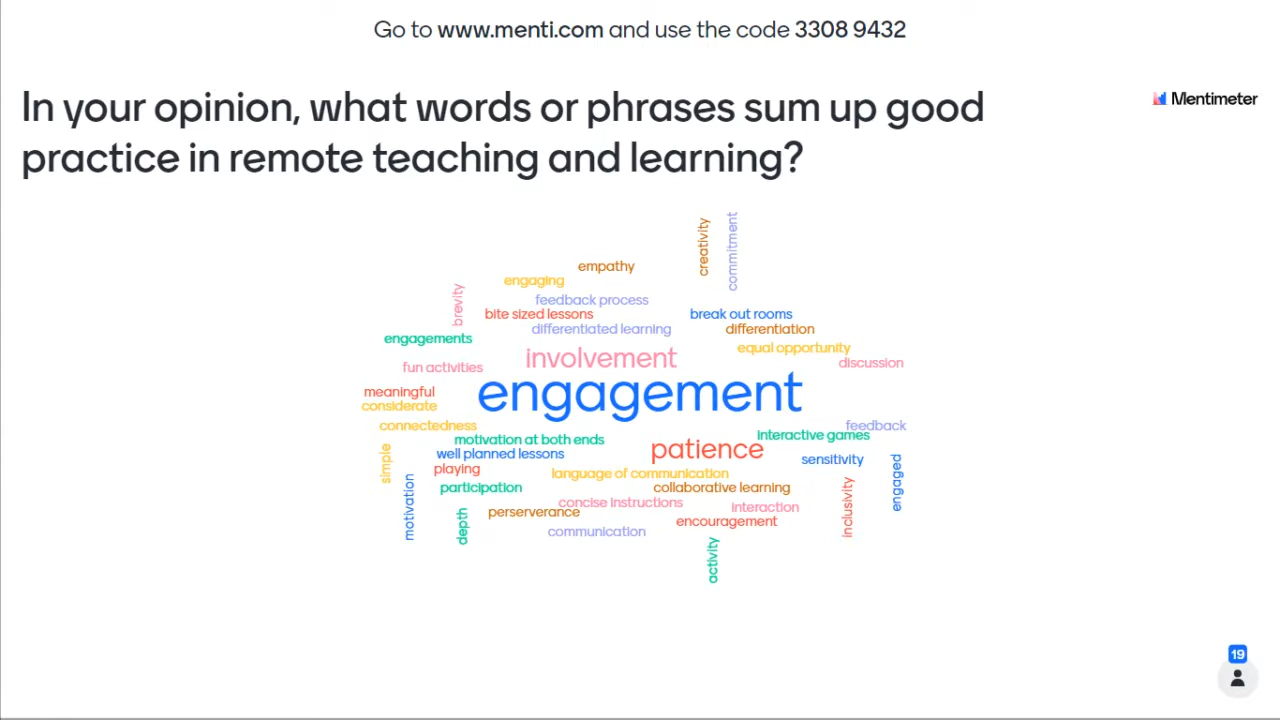 Go to www.menti.com and use the code 3308 9432
In your opinion, what words or phrases sum up good
practice in remote teaching and learning?
Mentimeter
creativity
commitment
empathy
engaging
brevity
feedback process
bite sized lessons
break out rooms
differentiated learning
differentiation
engagements
equal opportunity
involvement
discussion
fun activities
meaningful
engagement
considerate
connectedness
feedback
motivation at both ends
interactive games
patience
well planned lessons
sensitivity
simple
playing
language of communication
engaged
participation
collaborative learning
motivation
concise instructions
interaction
inclusivity
depth
perserverance
encouragement
communication
activity
19